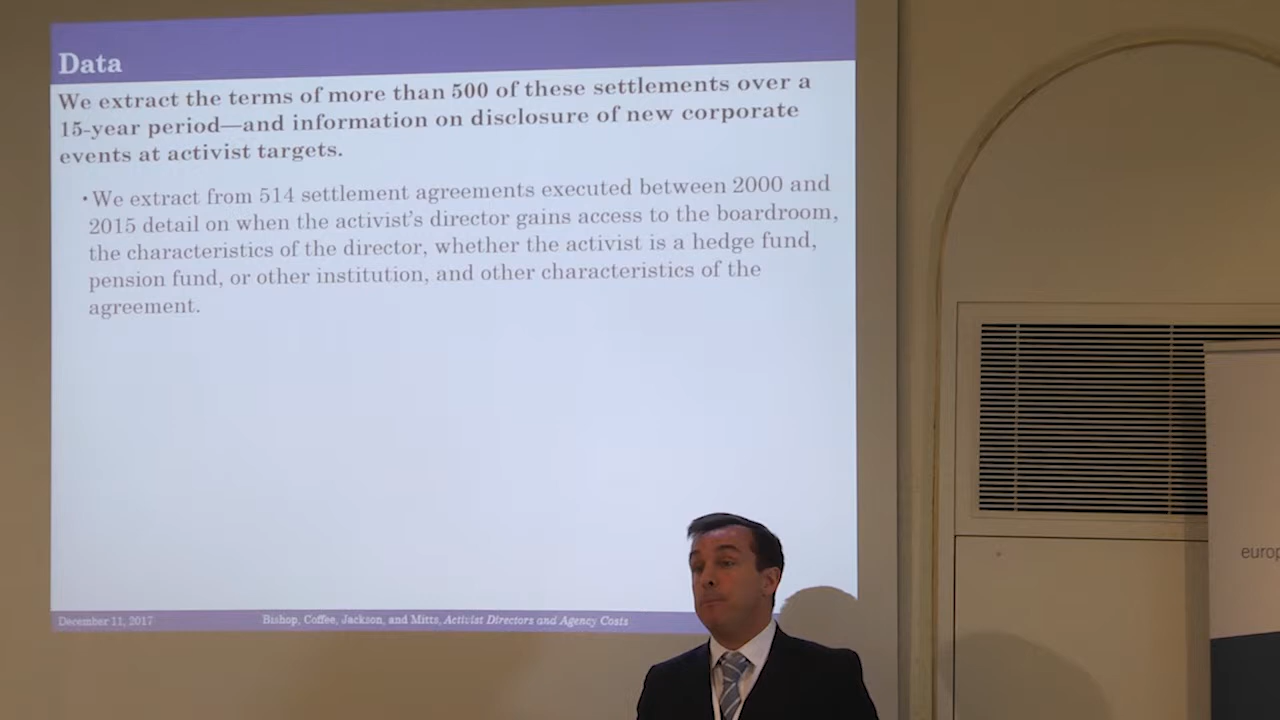 Data
We extract the terms of more than 500 of these settlements over a
15-year period—and information on disclosure of new corporate
events at activist targets.
• We extract from 514 settlement agreements executed between 2000 and
2015 detail on when the activist's director gains access to the boardroom,
the characteristics of the director, whether the activist is a hedge fund,
pension fund, or other institution, and other characteristics of the
agreement.
December 11, 2017
Bishop, Coffee, Jackson, and Mitts, Activist Directors and Agency Costs